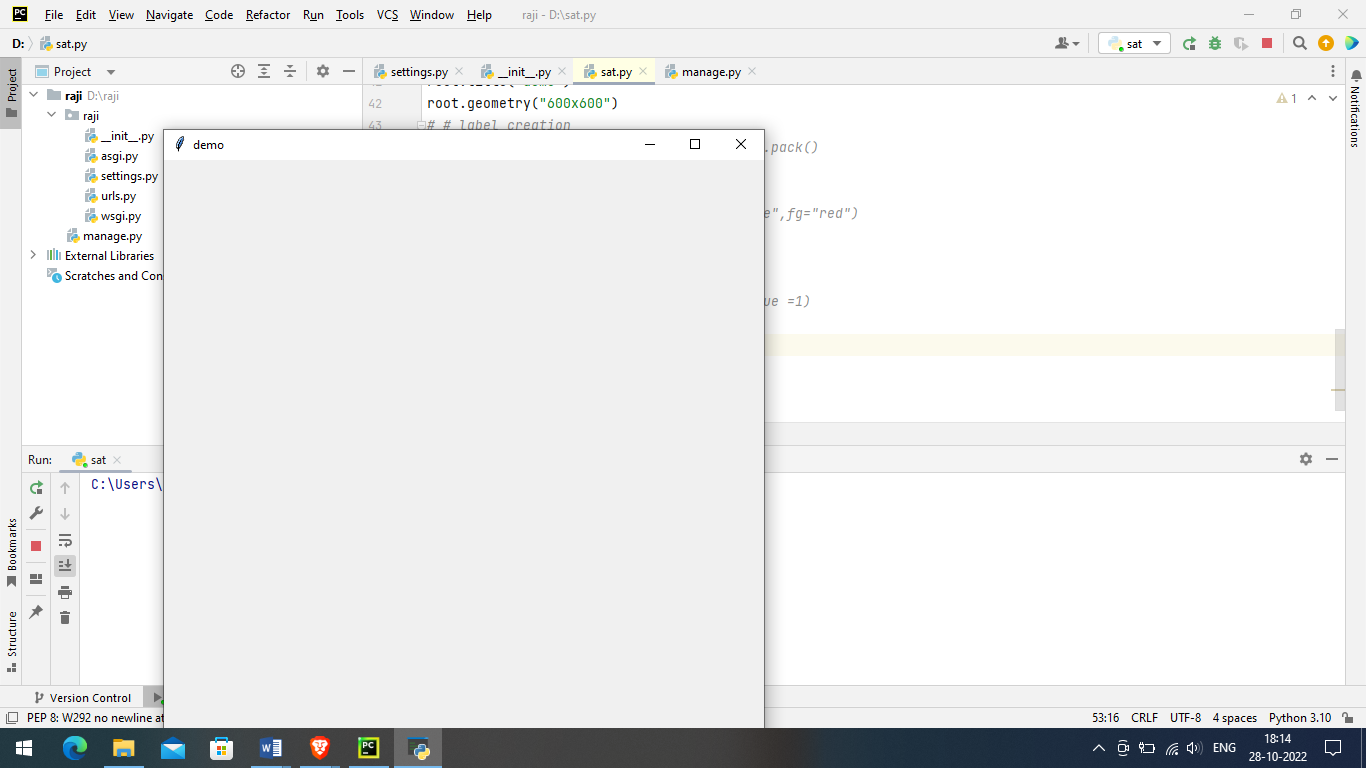 PC File Edit View Navigate Code Refactor Run Tools VCS Window Help raji - D:\sat.py
D: sat.py
sat
Project
Project
settings.py
__init__.py
sat.py
manage.py
Notifications
raji D:\raji
raji
__init__.py
asgi.py
settings.py
urls.py
wsgi.py
manage.py
External Libraries
Scratches and Con
42 root.geometry("600x600")
43 # # label creation
1
.pack()
e",fg="red")
ue =1)
demo
Run: sat
C:\Users\
Bookmarks
Structure
Version Control
PEP 8: W292 no newline at
53:16 CRLF UTF-8 4 spaces Python 3.10
W
PC
ENG
18:14
28-10-2022